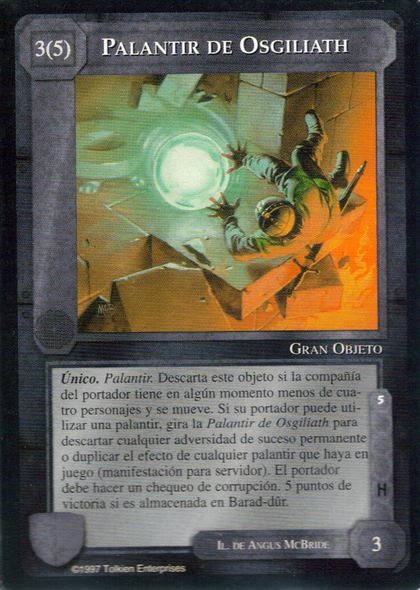 3(5)
PALANTIR DE OSGILIATH
GRAN OBJETO
Único. Palantir. Descarta este objeto si la compañía
del portador tiene en algún momento menos de cua-
tro personajes y se mueve. Si su portador puede uti-
lizar una palantir, gira la Palantir de Osgiliath para
descartar cualquier adversidad de suceso permanente
o duplicar el efecto de cualquier palantir que haya en
juego (manifestación para servidor). El portador
debe hacer un chequeo de corrupción. 5 puntos de
victoria si es almacenada en Barad-dûr.
5
H
IL. DE ANGUS MCBRIDE
3
©1997 Tolkien Enterprises